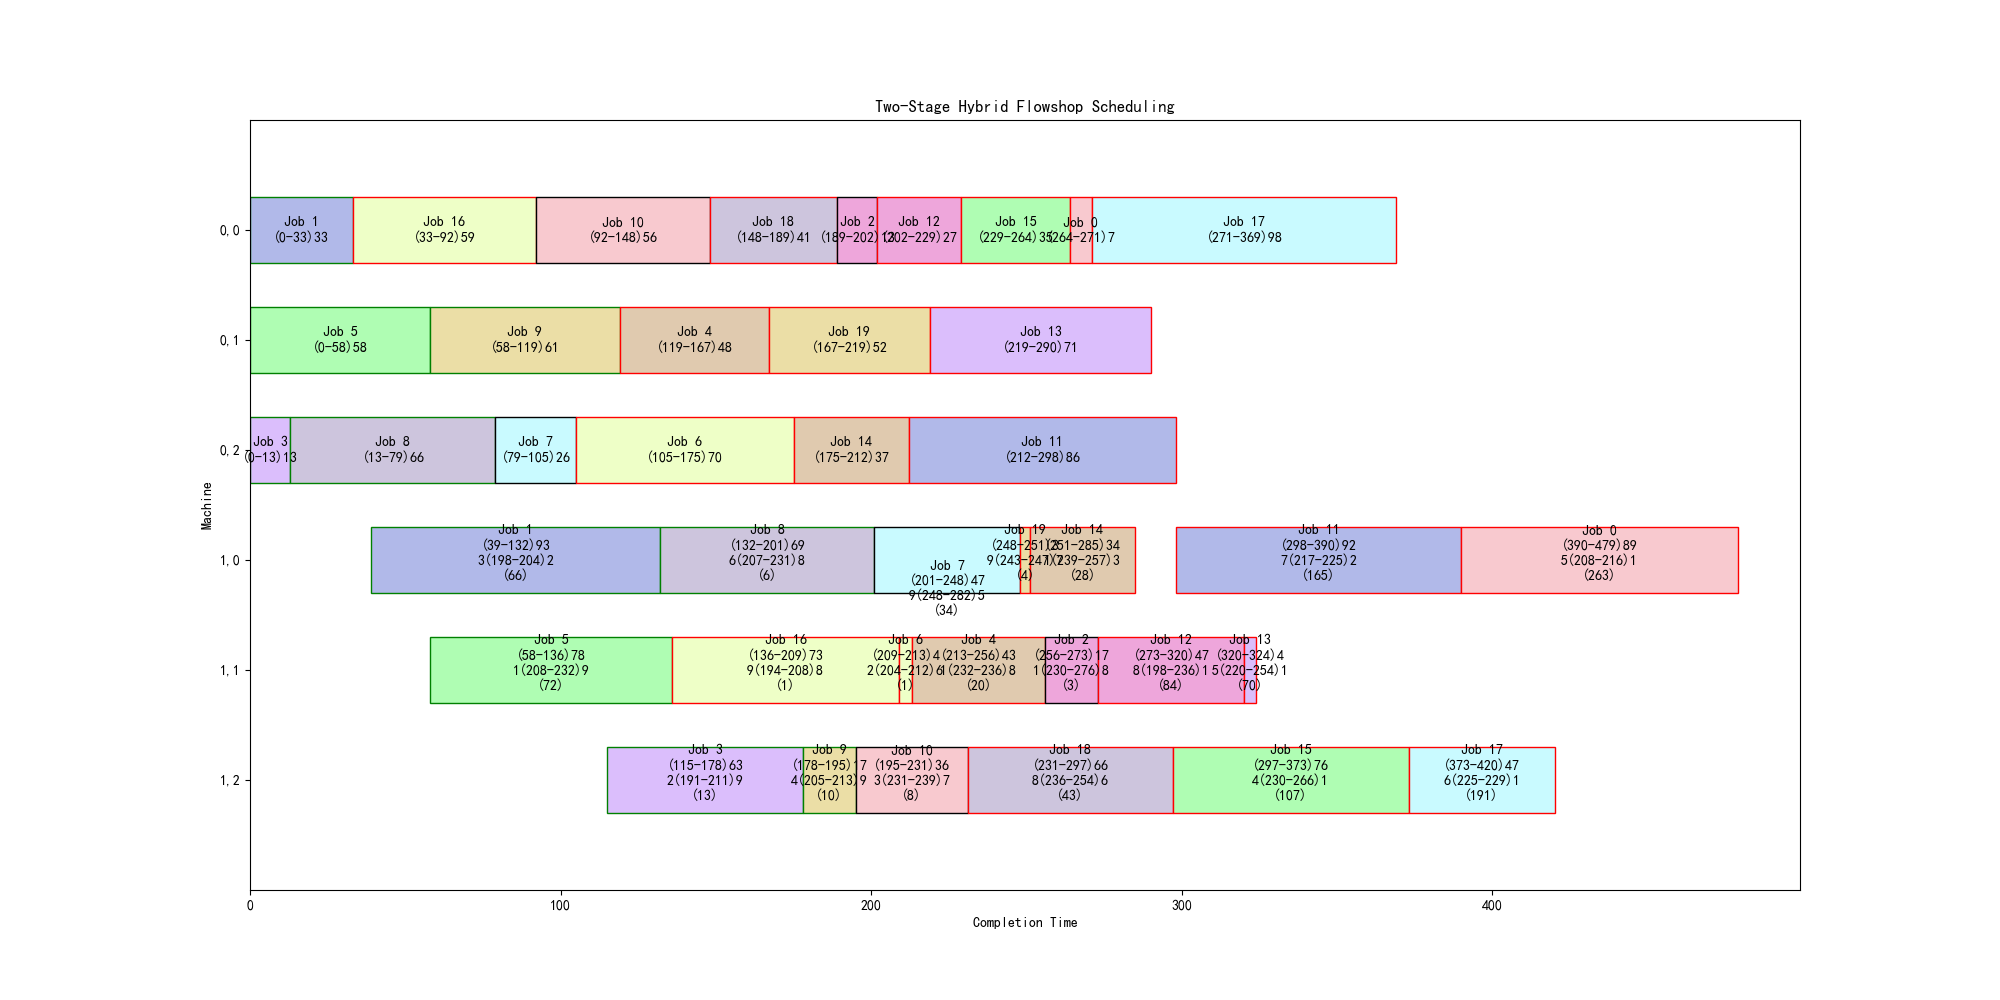 Two-Stage Hybrid Flowshop Scheduling
Machine
0,0
Job 1
(0-33)33
Job 16
(33-92)59
Job 10
(92-148)56
Job 18
(148-189)41
Job 2
(189-202)13
Job 12
(202-229)27
Job 15
(229-264)35
Job 0
(264-271)7
Job 17
(271-369)98
0,1
Job 5
(0-58)58
Job 9
(58-119)61
Job 4
(119-167)48
Job 19
(167-219)52
Job 13
(219-290)71
0,2
Job 3
(0-13)13
Job 8
(13-79)66
Job 7
(79-105)26
Job 6
(105-175)70
Job 14
(175-212)37
Job 11
(212-298)86
1,0
Job 1
(39-132)93
3(198-204)2
(66)
Job 8
(132-201)69
6(207-231)8
(6)
Job 7
(201-248)47
9(248-282)5
(34)
Job 19
(248-251)3
(4)
Job 14
(251-285)34
(28)
Job 11
(298-390)92
7(217-225)2
(165)
Job 0
(390-479)89
5(208-216)1
(263)
1,1
Job 5
(58-136)78
1(208-232)9
(72)
Job 16
(136-209)73
9(194-208)8
(1)
Job 6
(209-213)4
(1)
Job 4
(213-256)43
1(232-236)8
(20)
Job 2
(256-273)17
1(230-276)8
(3)
Job 12
(273-320)47
8(198-236)1
(84)
Job 13
(320-324)4
5(220-254)1
(70)
1,2
Job 3
(115-178)63
2(191-211)9
(13)
Job 9
(178-195)17
4(205-213)9
(10)
Job 10
(195-231)36
3(231-239)7
(8)
Job 18
(231-297)66
8(236-254)6
(43)
Job 15
(297-373)76
4(230-266)1
(107)
Job 17
(373-420)47
6(225-229)1
(191)
0
100
200
300
400
Completion Time